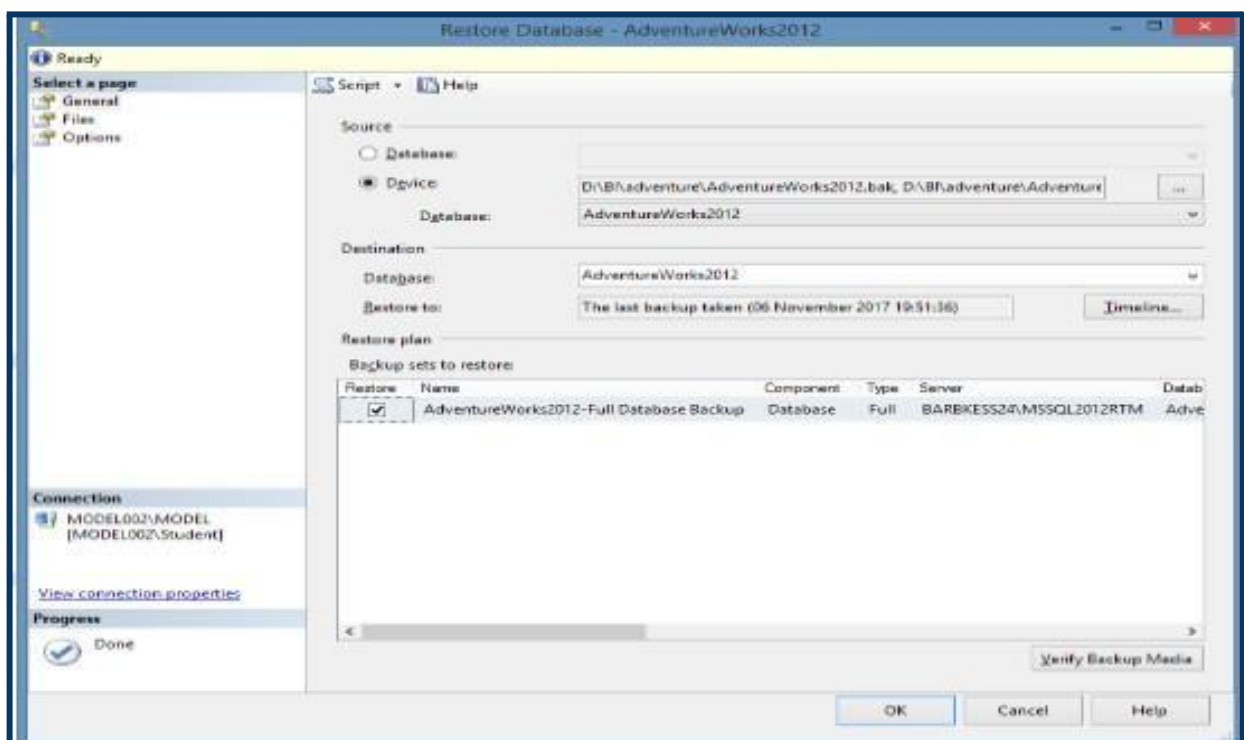 Restore Database - AdventureWorks2012
Ready
Select a page
General
Files
Options
Script
Help
Source
Database:
Device:
D:\BI\adventure\AdventureWorks2012.bak, D:\BI\adventure\Adventure
...
Database:
AdventureWorks2012
Destination
Database:
AdventureWorks2012
Restore to:
The last backup taken (06 November 2017 19:51:36)
Timeline...
Restore plan
Backup sets to restore:
Restore Name Component Type Server Datab
AdventureWorks2012-Full Database Backup Database Full BARBKESS24\MSSQL2012RTM Adve
Connection
MODEL002\MODEL
[MODEL002\Student]
View connection properties
Progress
Done
Verify Backup Media
OK Cancel Help